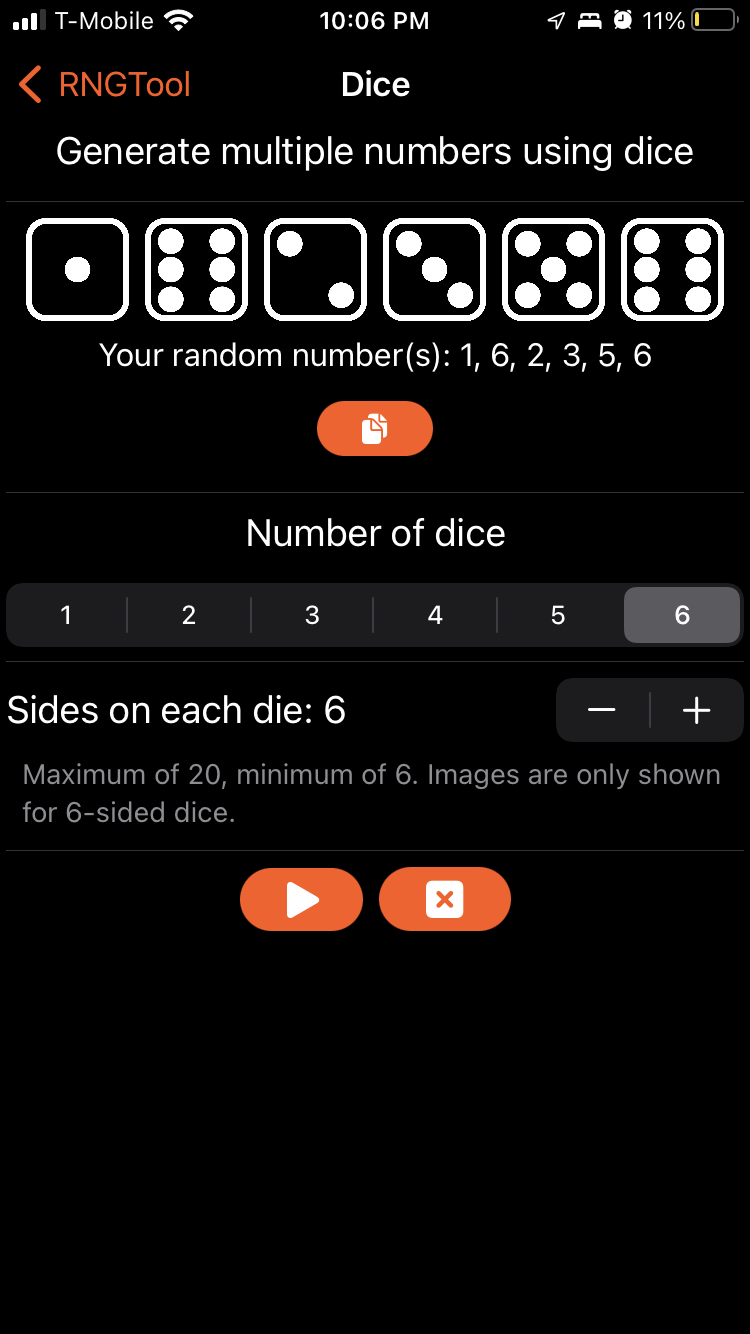 T-Mobile 10:06 PM 11%
RNGTool Dice
Generate multiple numbers using dice
Your random number(s): 1, 6, 2, 3, 5, 6
Number of dice
1 2 3 4 5 6
Sides on each die: 6
Maximum of 20, minimum of 6. Images are only shown
for 6-sided dice.